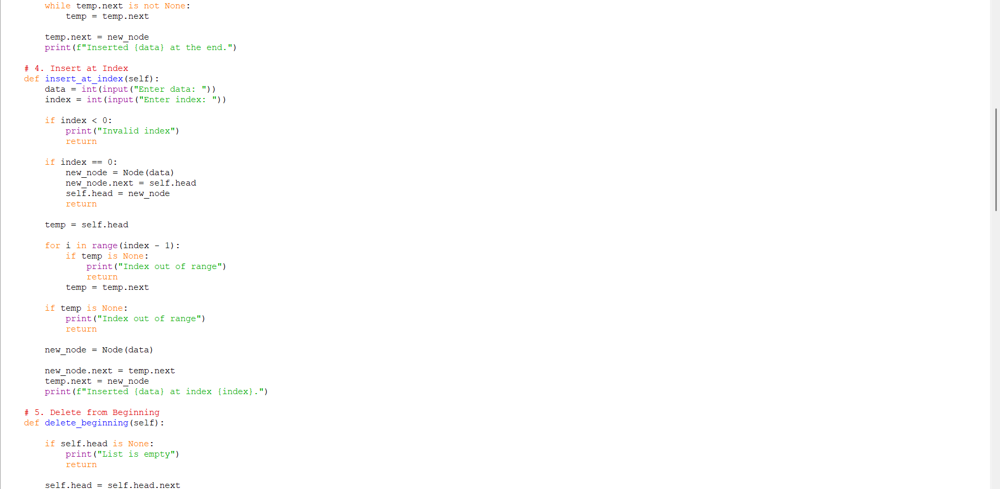 while temp.next is not None:
            temp = temp.next
        temp.next = new_node
        print(f"Inserted {data} at the end.")
    # 4. Insert at Index
    def insert_at_index(self):
        data = int(input("Enter data: "))
        index = int(input("Enter index: "))
        if index < 0:
            print("Invalid index")
            return
        if index == 0:
            new_node = Node(data)
            new_node.next = self.head
            self.head = new_node
            return
        temp = self.head
        for i in range(index - 1):
            if temp is None:
                print("Index out of range")
                return
            temp = temp.next
        if temp is None:
            print("Index out of range")
            return
        new_node = Node(data)
        new_node.next = temp.next
        temp.next = new_node
        print(f"Inserted {data} at index {index}.")
    # 5. Delete from Beginning
    def delete_beginning(self):
        if self.head is None:
            print("List is empty")
            return
        self.head = self.head.next